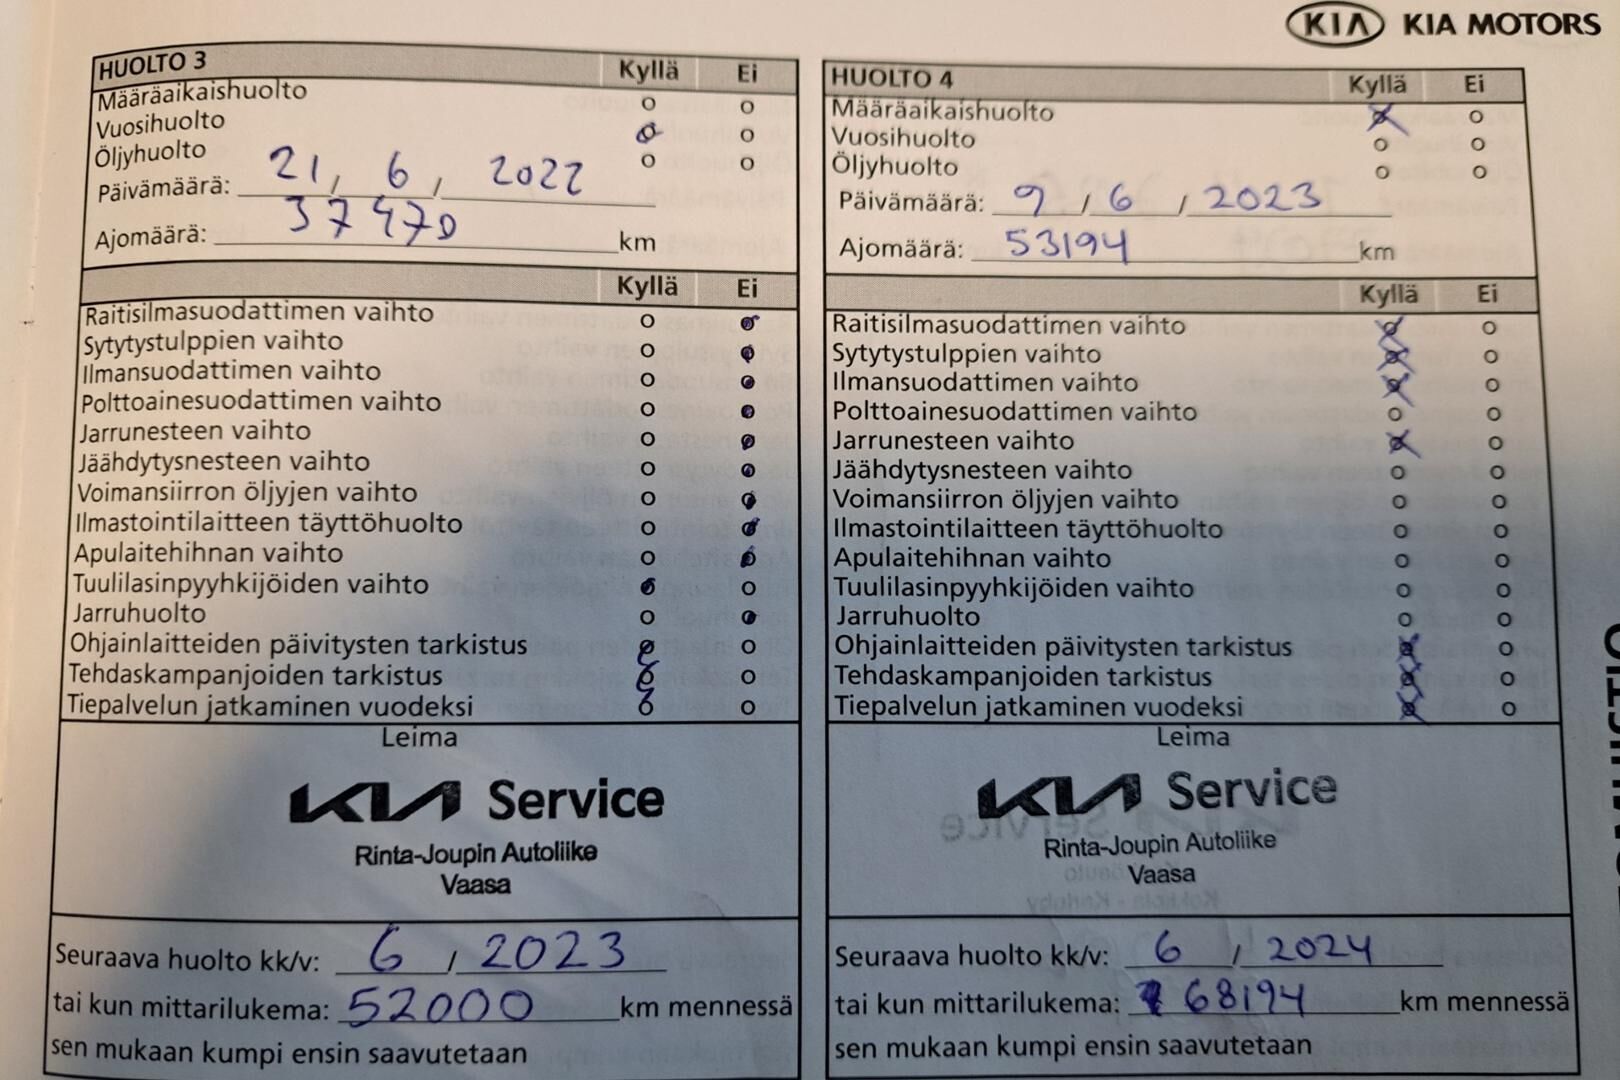 KIA KIA MOTORS
HUOLTO 3 Kyllä Ei
Määräaikaishuolto o o
Vuosihuolto o o
Öljyhuolto o o
Päivämäärä: 21 / 6 / 2022
Ajomäärä: 37470 km
Kyllä Ei
Raitisilmasuodattimen vaihto o o
Sytytystulppien vaihto o o
Ilmansuodattimen vaihto o o
Polttoainesuodattimen vaihto o o
Jarrunesteen vaihto o o
Jäähdytysnesteen vaihto o o
Voimansiirron öljyjen vaihto o o
Ilmastointilaitteen täyttöhuolto o o
Apulaitehihnan vaihto o o
Tuulilasinpyyhkijöiden vaihto o o
Jarruhuolto o o
Ohjainlaitteiden päivitysten tarkistus o o
Tehdaskampanjoiden tarkistus o o
Tiepalvelun jatkaminen vuodeksi o o
Leima
KIA Service
Rinta-Joupin Autoliike
Vaasa
Seuraava huolto kk/v: 6 / 2023
tai kun mittarilukema: 52000 km mennessä
sen mukaan kumpi ensin saavutetaan
HUOLTO 4 Kyllä Ei
Määräaikaishuolto x o
Vuosihuolto o o
Öljyhuolto o o
Päivämäärä: 9 / 6 / 2023
Ajomäärä: 53194 km
Kyllä Ei
Raitisilmasuodattimen vaihto x o
Sytytystulppien vaihto x o
Ilmansuodattimen vaihto x o
Polttoainesuodattimen vaihto o o
Jarrunesteen vaihto x o
Jäähdytysnesteen vaihto o o
Voimansiirron öljyjen vaihto o o
Ilmastointilaitteen täyttöhuolto o o
Apulaitehihnan vaihto o o
Tuulilasinpyyhkijöiden vaihto o o
Jarruhuolto o o
Ohjainlaitteiden päivitysten tarkistus x o
Tehdaskampanjoiden tarkistus x o
Tiepalvelun jatkaminen vuodeksi x o
Leima
KIA Service
Rinta-Joupin Autoliike
Vaasa
Seuraava huolto kk/v: 6 / 2024
tai kun mittarilukema: 68194 km mennessä
sen mukaan kumpi ensin saavutetaan